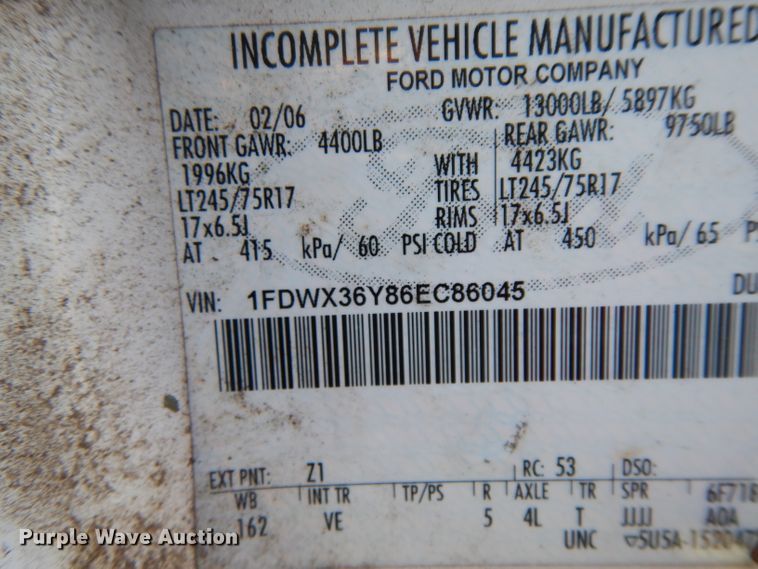 INCOMPLETE VEHICLE MANUFACTURED
FORD MOTOR COMPANY
DATE: 02/06 GVWR: 13000LB/ 5897KG
FRONT GAWR: 4400LB REAR GAWR: 9750LB
1996KG WITH 4423KG
LT245/75R17 TIRES LT245/75R17
17x6.5J RIMS 17x6.5J
AT 415 kPa/ 60 PSI COLD AT 450 kPa/ 65
VIN: 1FDWX36Y86EC86045 DU
EXT PNT: Z1 RC: 53 DSO:
WB INT TR TP/PS R AXLE TR SPR 6F718
162 VE 5 4L T JJJJ AOA
UNC
Purple Wave Auction